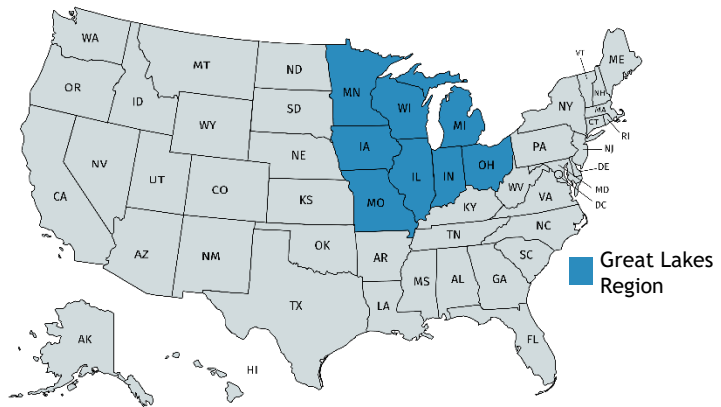 WA
MT
ND
MN
ME
VT
NH
OR
ID
SD
WI
MI
NY
MA
CT
RI
WY
IA
NE
PA
NJ
NV
UT
CO
IL
IN
OH
DE
MD
DC
CA
KS
MO
WV
VA
KY
NC
TN
AZ
NM
OK
AR
SC
MS
AL
GA
TX
LA
FL
AK
HI
Great Lakes
Region